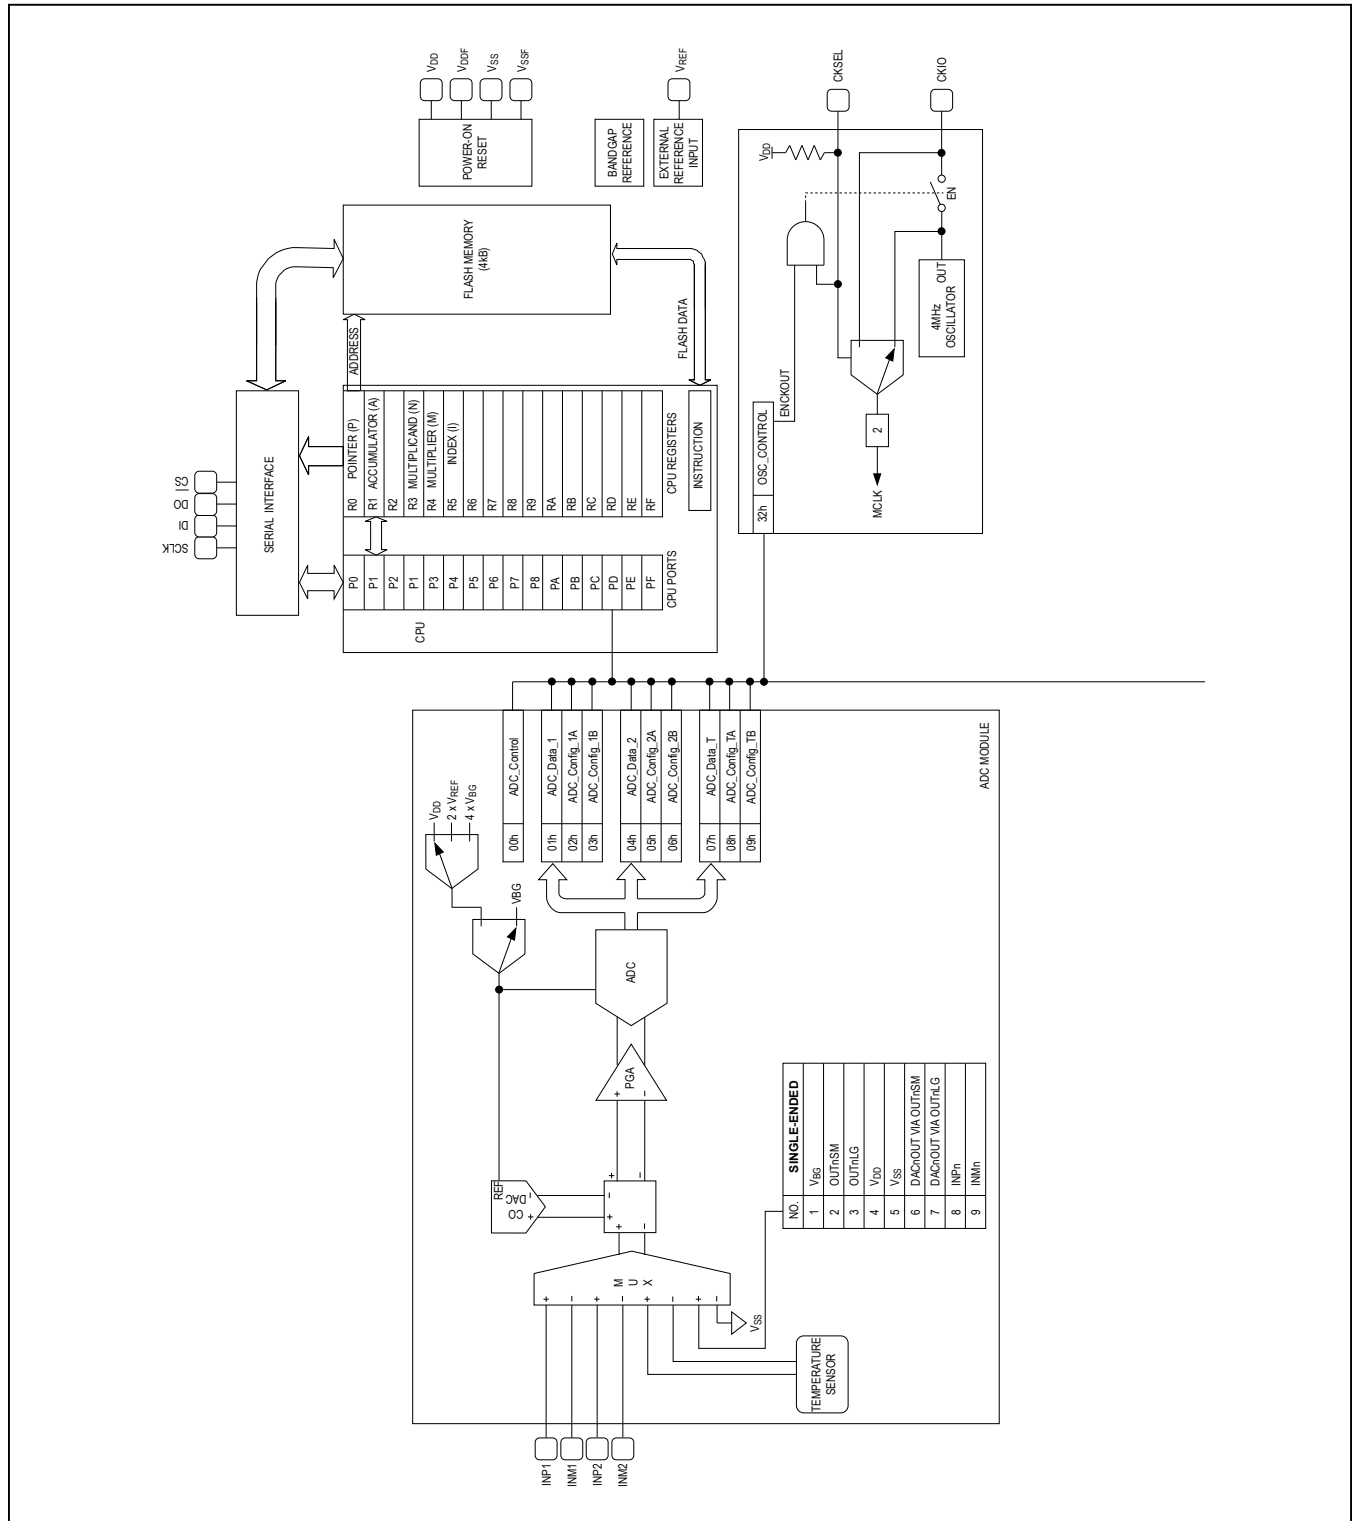 INP1
INM1
INP2
INM2
M
U
X
+
−
+
−
+
−
+
−
TEMPERATURE
SENSOR
VSS
+
−
+
−
+
−
CO DAC
+
−
REF
PGA
+
−
ADC
VBG
VDD
2 x VREF
4 x VBG
NO. SINGLE-ENDED
1 VBG
2 OUTnSM
3 OUTnLG
4 VDD
5 VSS
6 DACnOUT VIA OUTnSM
7 DACnOUT VIA OUTnLG
8 INPn
9 INMn
00h ADC_Control
01h ADC_Data_1
02h ADC_Config_1A
03h ADC_Config_1B
04h ADC_Data_2
05h ADC_Config_2A
06h ADC_Config_2B
07h ADC_Data_T
08h ADC_Config_TA
09h ADC_Config_TB
ADC MODULE
SCLK
DI
DO
CS
SERIAL INTERFACE
CPU
P0
P1
P2
P1
P3
P4
P5
P6
P7
P8
PA
PB
PC
PD
PE
PF
CPU PORTS
R0 POINTER (P)
R1 ACCUMULATOR (A)
R2
R3 MULTIPLICAND (N)
R4 MULTIPLIER (M)
R5 INDEX (I)
R6
R7
R8
R9
RA
RB
RC
RD
RE
RF
CPU REGISTERS
INSTRUCTION
ADDRESS
FLASH DATA
FLASH MEMORY
(4kB)
POWER-ON
RESET
VDD
VDDF
VSS
VSSF
BANDGAP
REFERENCE
EXTERNAL
REFERENCE
INPUT
VREF
32h OSC_CONTROL
ENCKOUT
MCLK
2
VDD
4MHz
OSCILLATOR
OUT
EN
CKSEL
CKIO